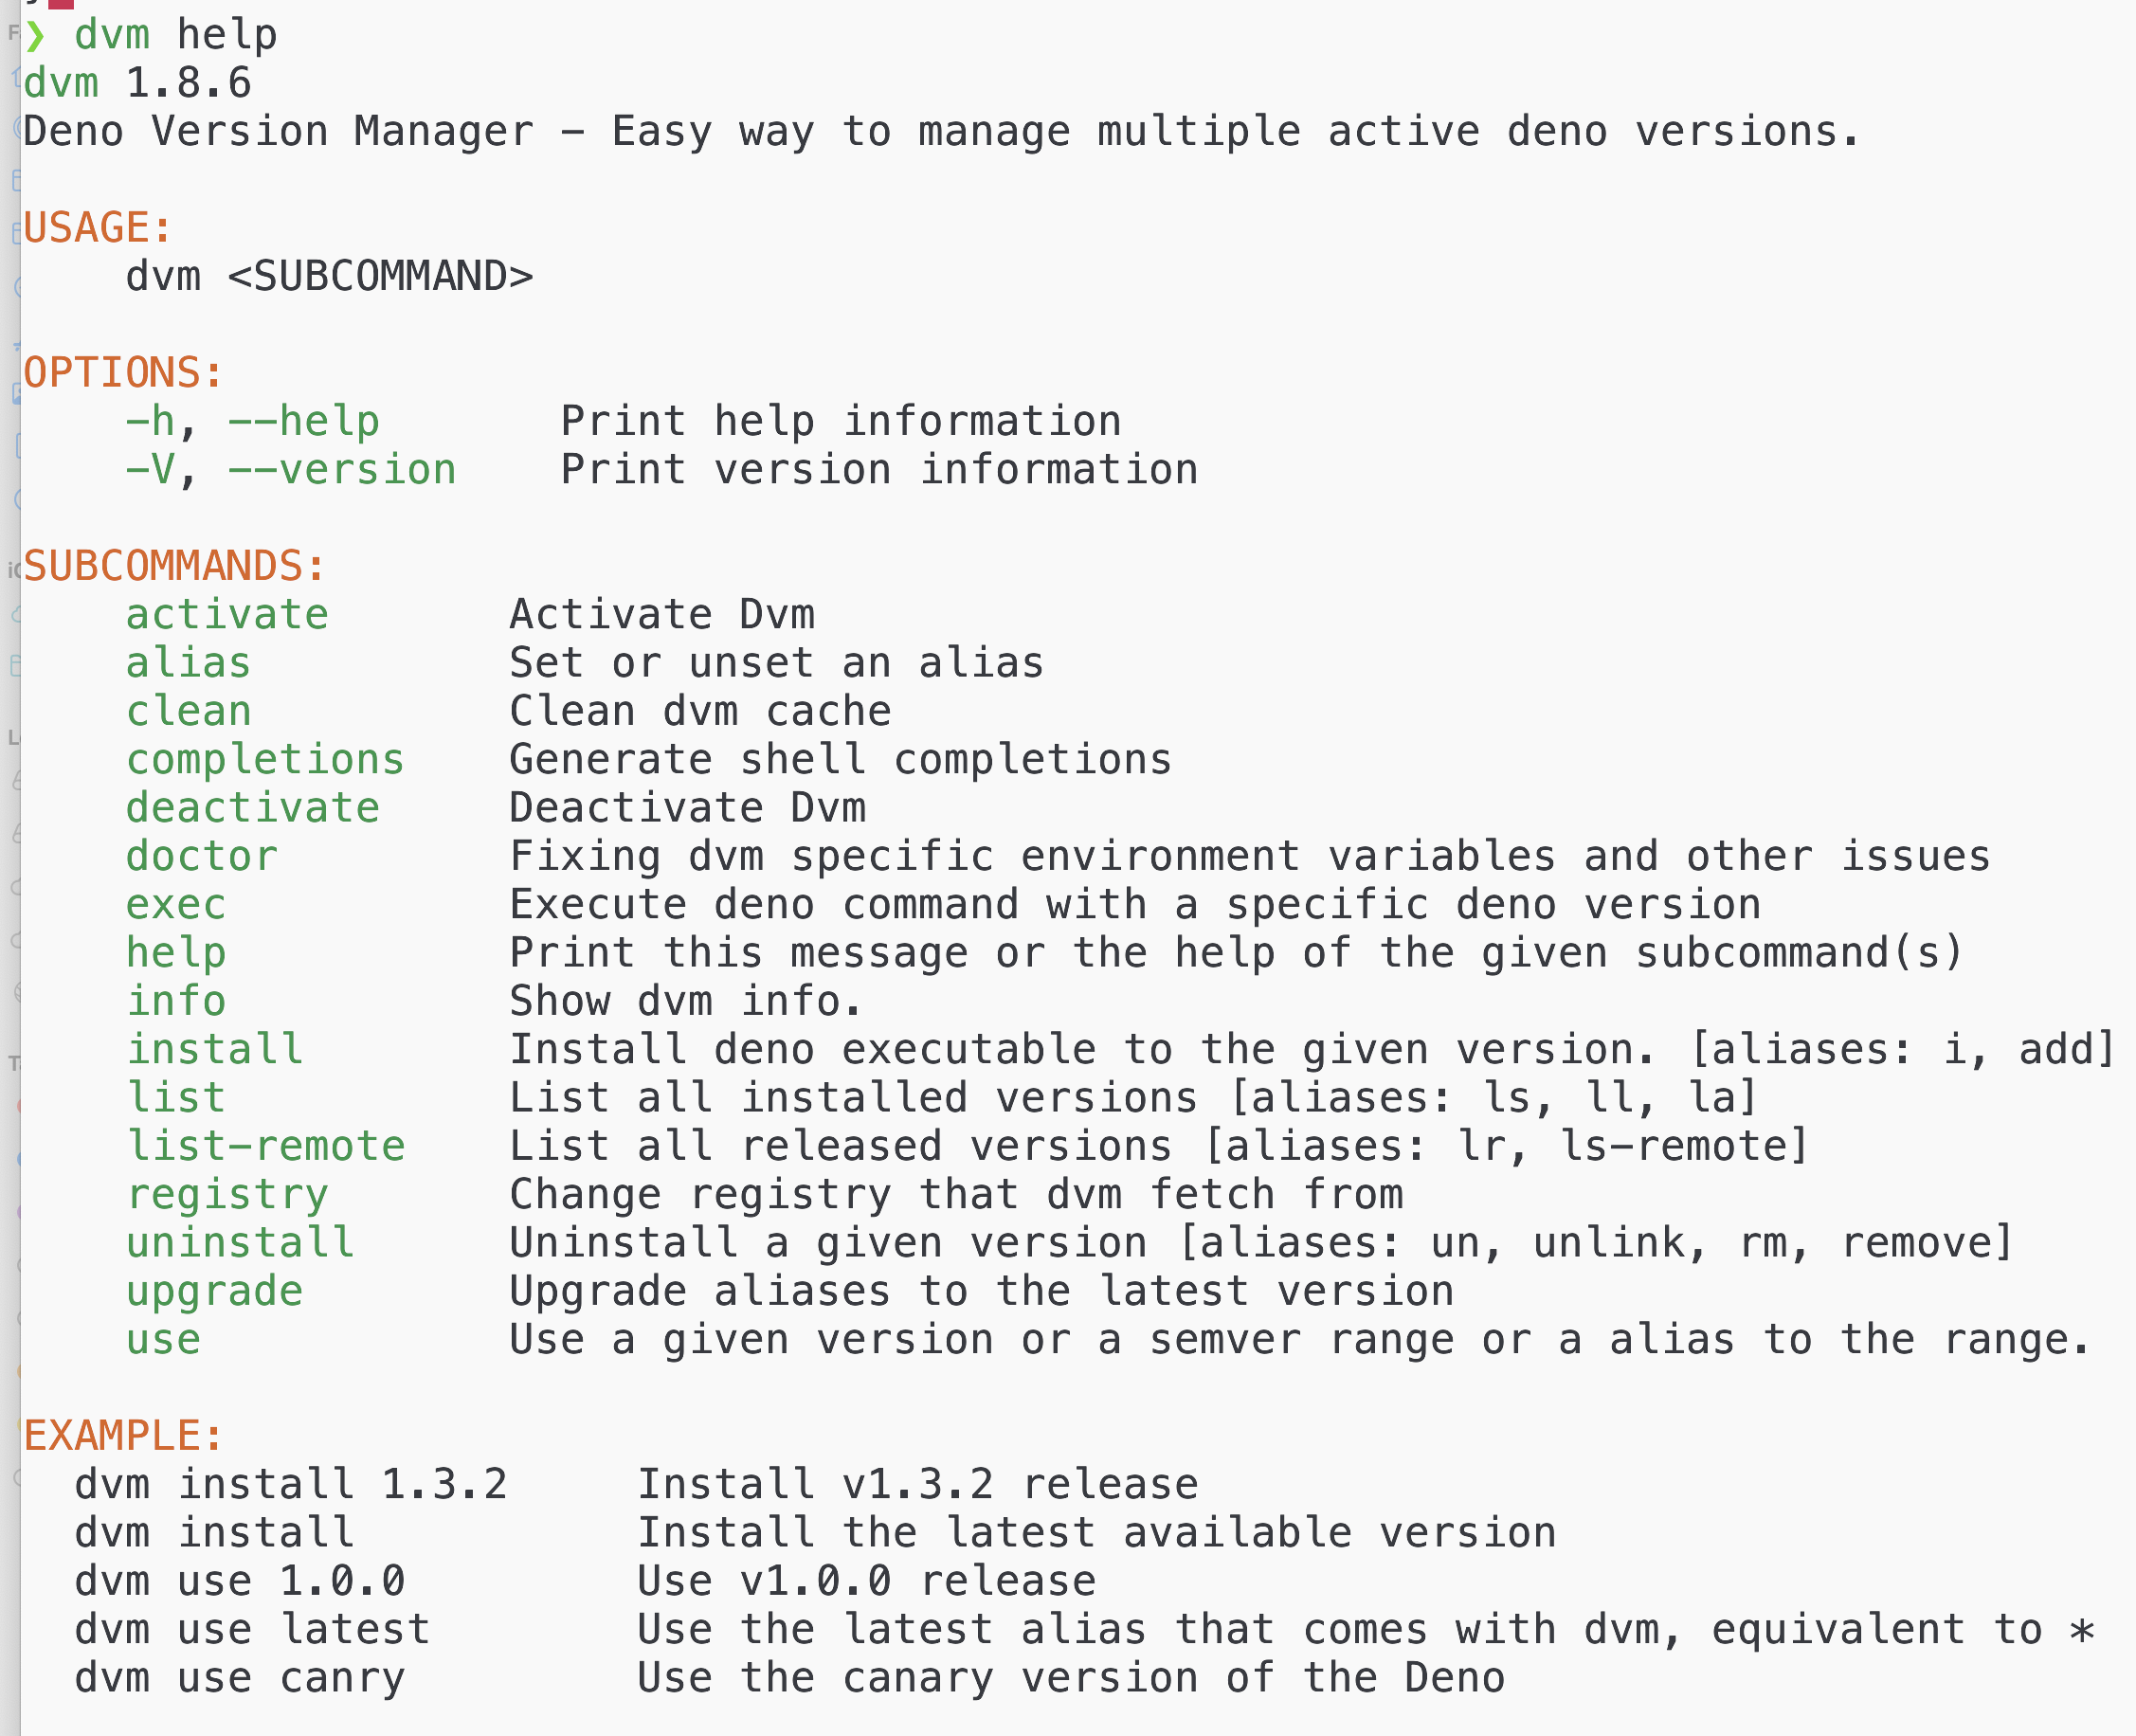 ❯ dvm help
dvm 1.8.6
Deno Version Manager - Easy way to manage multiple active deno versions.

USAGE:
    dvm <SUBCOMMAND>

OPTIONS:
    -h, --help       Print help information
    -V, --version    Print version information

SUBCOMMANDS:
    activate       Activate Dvm
    alias          Set or unset an alias
    clean          Clean dvm cache
    completions    Generate shell completions
    deactivate     Deactivate Dvm
    doctor         Fixing dvm specific environment variables and other issues
    exec           Execute deno command with a specific deno version
    help           Print this message or the help of the given subcommand(s)
    info           Show dvm info.
    install        Install deno executable to the given version. [aliases: i, add]
    list           List all installed versions [aliases: ls, ll, la]
    list-remote    List all released versions [aliases: lr, ls-remote]
    registry       Change registry that dvm fetch from
    uninstall      Uninstall a given version [aliases: un, unlink, rm, remove]
    upgrade        Upgrade aliases to the latest version
    use            Use a given version or a semver range or a alias to the range.

EXAMPLE:
  dvm install 1.3.2     Install v1.3.2 release
  dvm install           Install the latest available version
  dvm use 1.0.0         Use v1.0.0 release
  dvm use latest        Use the latest alias that comes with dvm, equivalent to *
  dvm use canry         Use the canary version of the Deno